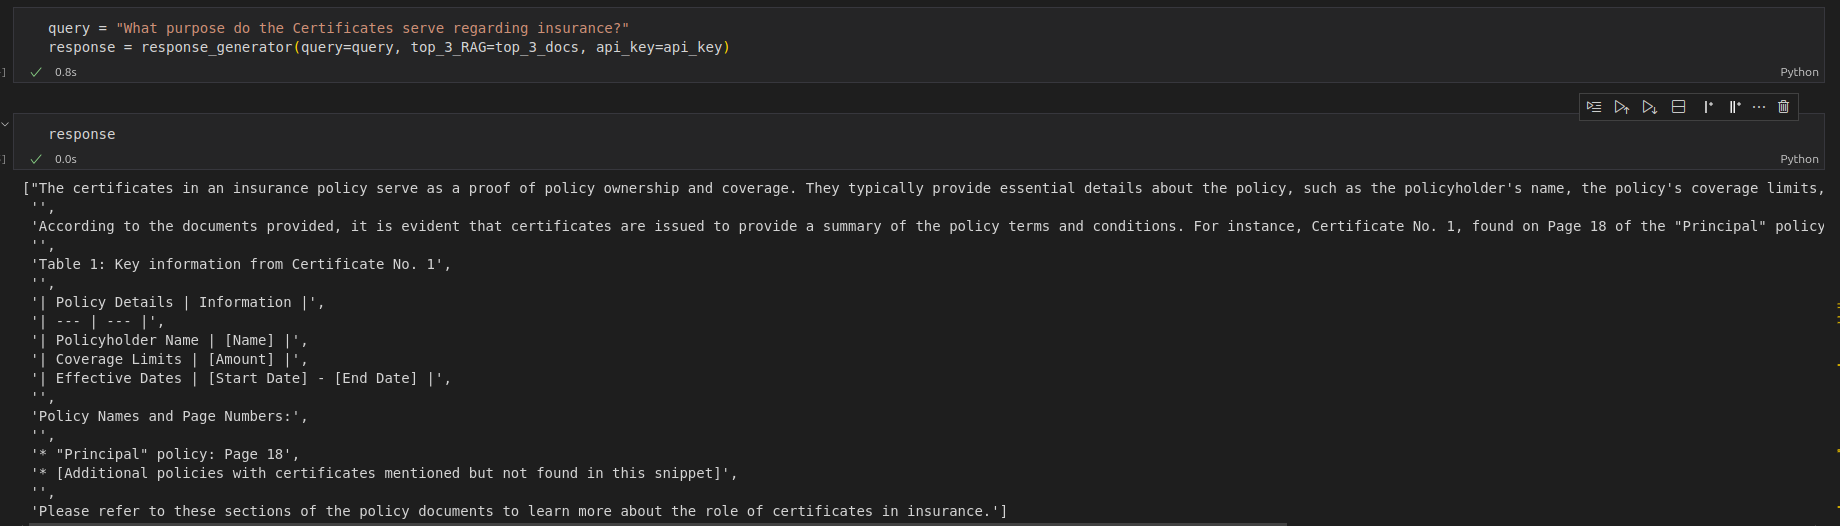 query = "What purpose do the Certificates serve regarding insurance?"
response = response_generator(query=query, top_3_RAG=top_3_docs, api_key=api_key)
] 0.8s Python
response
] 0.0s Python
["The certificates in an insurance policy serve as a proof of policy ownership and coverage. They typically provide essential details about the policy, such as the policyholder's name, the policy's coverage limits,
'',
'According to the documents provided, it is evident that certificates are issued to provide a summary of the policy terms and conditions. For instance, Certificate No. 1, found on Page 18 of the "Principal" policy
'',
'Table 1: Key information from Certificate No. 1',
'',
'| Policy Details | Information |',
'| --- | --- |',
'| Policyholder Name | [Name] |',
'| Coverage Limits | [Amount] |',
'| Effective Dates | [Start Date] - [End Date] |',
'',
'Policy Names and Page Numbers:',
'',
'* "Principal" policy: Page 18',
'* [Additional policies with certificates mentioned but not found in this snippet]',
'',
'Please refer to these sections of the policy documents to learn more about the role of certificates in insurance.']